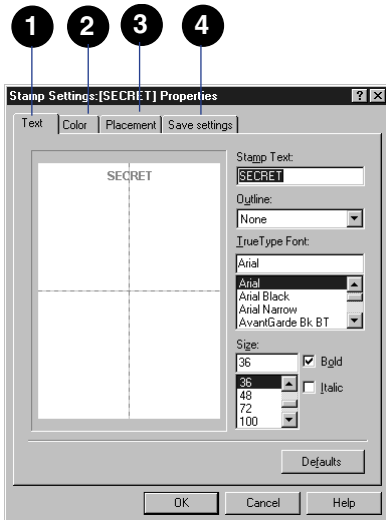 1 2 3 4
Stamp Settings:[SECRET] Properties
Text Color Placement Save settings
SECRET
Stamp Text:
SECRET
Outline:
None
TrueType Font:
Arial
Arial
Arial Black
Arial Narrow
AvantGarde Bk BT
Size:
36
Bold
36
Italic
48
72
100
Defaults
OK Cancel Help